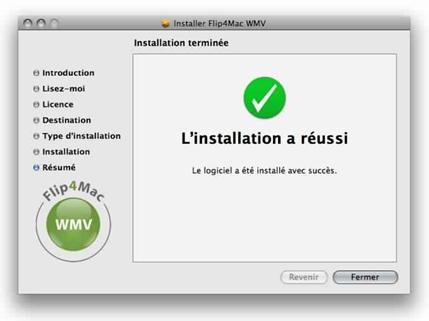 Installer Flip4Mac WMV
Installation terminée
Introduction
Lisez-moi
Licence
Destination
Type d'installation
Installation
Résumé
Flip4Mac
WMV
L'installation a réussi
Le logiciel a été installé avec succès.
Revenir
Fermer